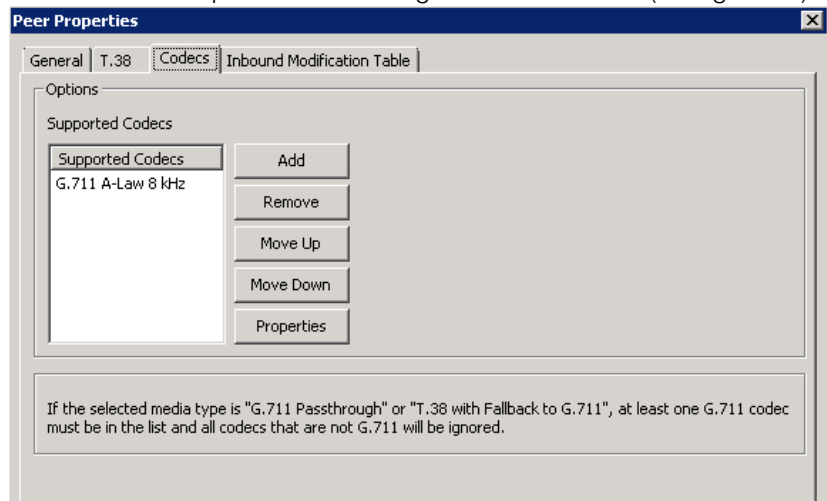 Peer Properties
General T.38 Codecs Inbound Modification Table
Options
Supported Codecs
Supported Codecs
G.711 A-Law 8 kHz
Add
Remove
Move Up
Move Down
Properties
If the selected media type is "G.711 Passthrough" or "T.38 with Fallback to G.711", at least one G.711 codec
must be in the list and all codecs that are not G.711 will be ignored.